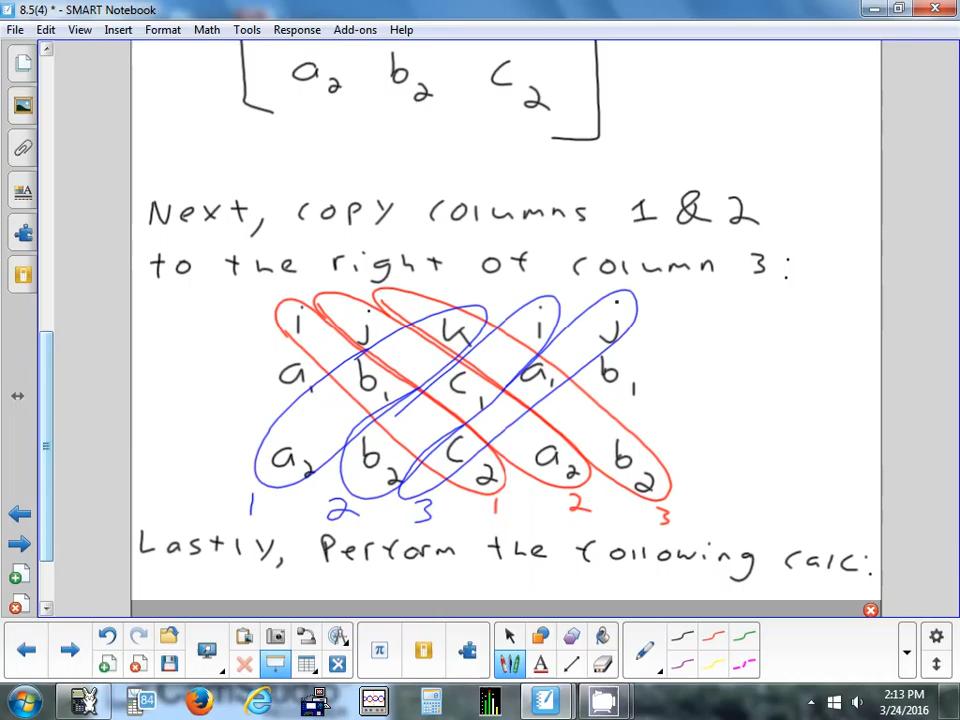 8.5(4) * - SMART Notebook
File Edit View Insert Format Math Tools Response Add-ons Help
a2 b2 c2
Next, copy columns 1 & 2
to the right of column 3:
i j k i j
a1 b1 c1 a1 b1
a2 b2 c2 a2 b2
1 2 3 1 2 3
Lastly, Perform the following calc:
π A
84
2:13 PM
3/24/2016